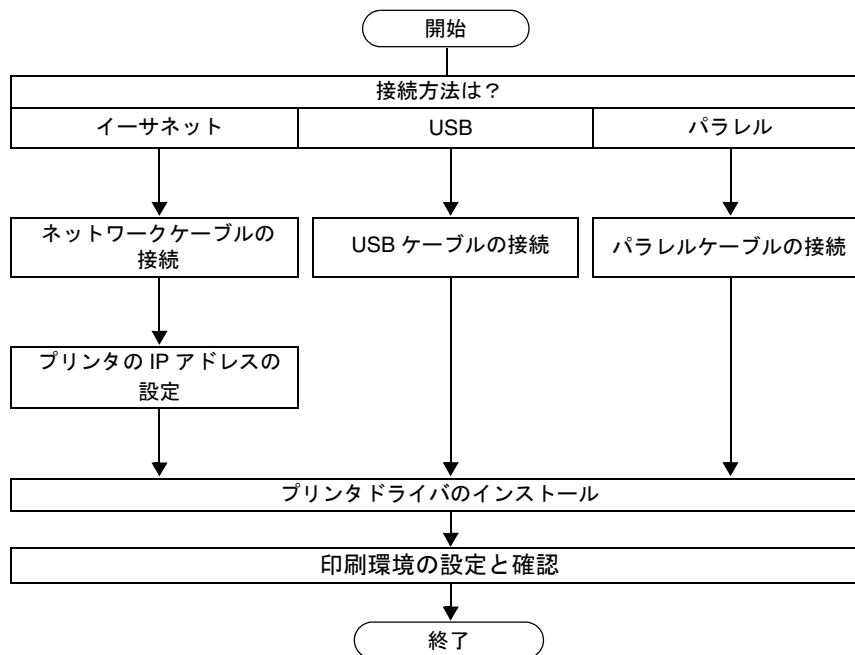 開始
接続方法は？
イーサネット
USB
パラレル
ネットワークケーブルの
接続
USB ケーブルの接続
パラレルケーブルの接続
プリンタの IP アドレスの
設定
プリンタドライバのインストール
印刷環境の設定と確認
終了